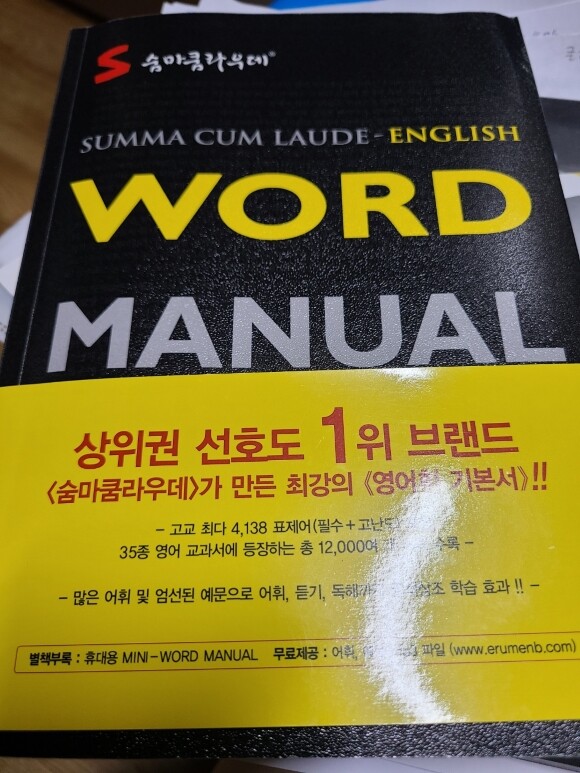 S 숨마쿰라우데®
SUMMA CUM LAUDE-ENGLISH
WORD
MANUAL
상위권 선호도 1위 브랜드
<숨마쿰라우데>가 만든 최강의 《영어 기본서》!!
- 고교 최다 4,138 표제어(필수+고난도)
35종 영어 교과서에 등장하는 총 12,000여 수록 -
- 많은 어휘 및 엄선된 예문으로 어휘, 듣기, 학습 효과!! -
별책부록 : 휴대용 MINI-WORD MANUAL 무료제공 : 어휘, 파일 (www.erumenb.com)